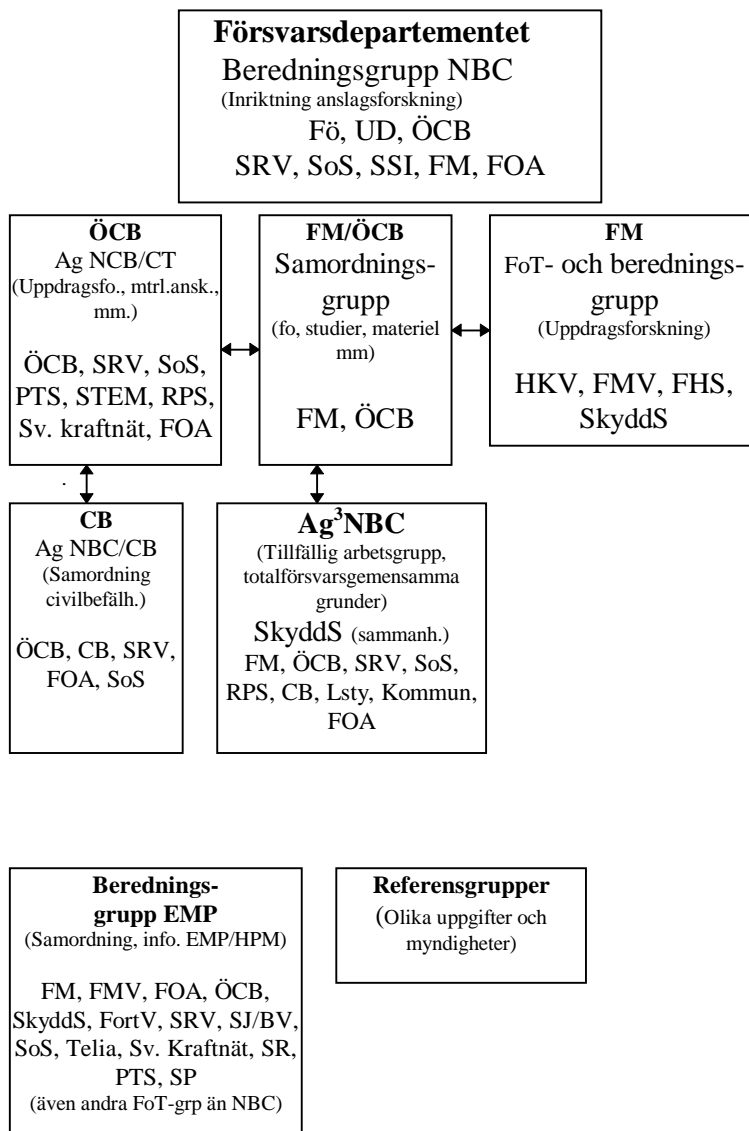 Försvarsdepartementet
Beredningsgrupp NBC
(Inriktning anslagsforskning)
Fö, UD, ÖCB
SRV, SoS, SSI, FM, FOA
ÖCB
Ag NCB/CT
(Uppdragsfo., mtrl.ansk.,
mm.)
ÖCB, SRV, SoS,
PTS, STEM, RPS,
Sv. kraftnät, FOA
FM/ÖCB
Samordnings-
grupp
(fo, studier, materiel
mm)
FM, ÖCB
FM
FoT- och berednings-
grupp
(Uppdragsforskning)
HKV, FMV, FHS,
SkyddS
.
CB
Ag NBC/CB
(Samordning
civilbefälh.)
ÖCB, CB, SRV,
FOA, SoS
Ag³NBC
(Tillfällig arbetsgrupp,
totalförsvarsgemensamma
grunder)
SkyddS (sammanh.)
FM, ÖCB, SRV, SoS,
RPS, CB, Lsty, Kommun,
FOA
Berednings-
grupp EMP
(Samordning, info. EMP/HPM)
FM, FMV, FOA, ÖCB,
SkyddS, FortV, SRV, SJ/BV,
SoS, Telia, Sv. Kraftnät, SR,
PTS, SP
(även andra FoT-grp än NBC)
Referensgrupper
(Olika uppgifter och
myndigheter)